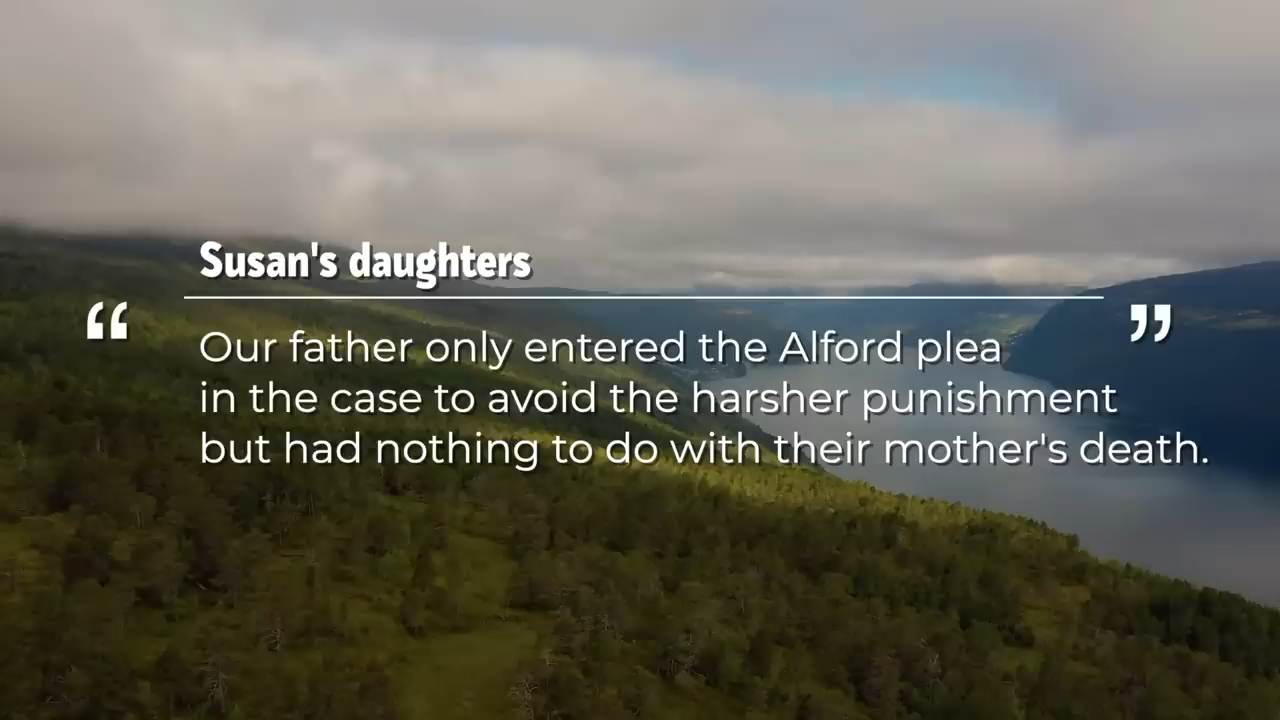 Susan's daughters
“ ”
Our father only entered the Alford plea
in the case to avoid the harsher punishment
but had nothing to do with their mother's death.